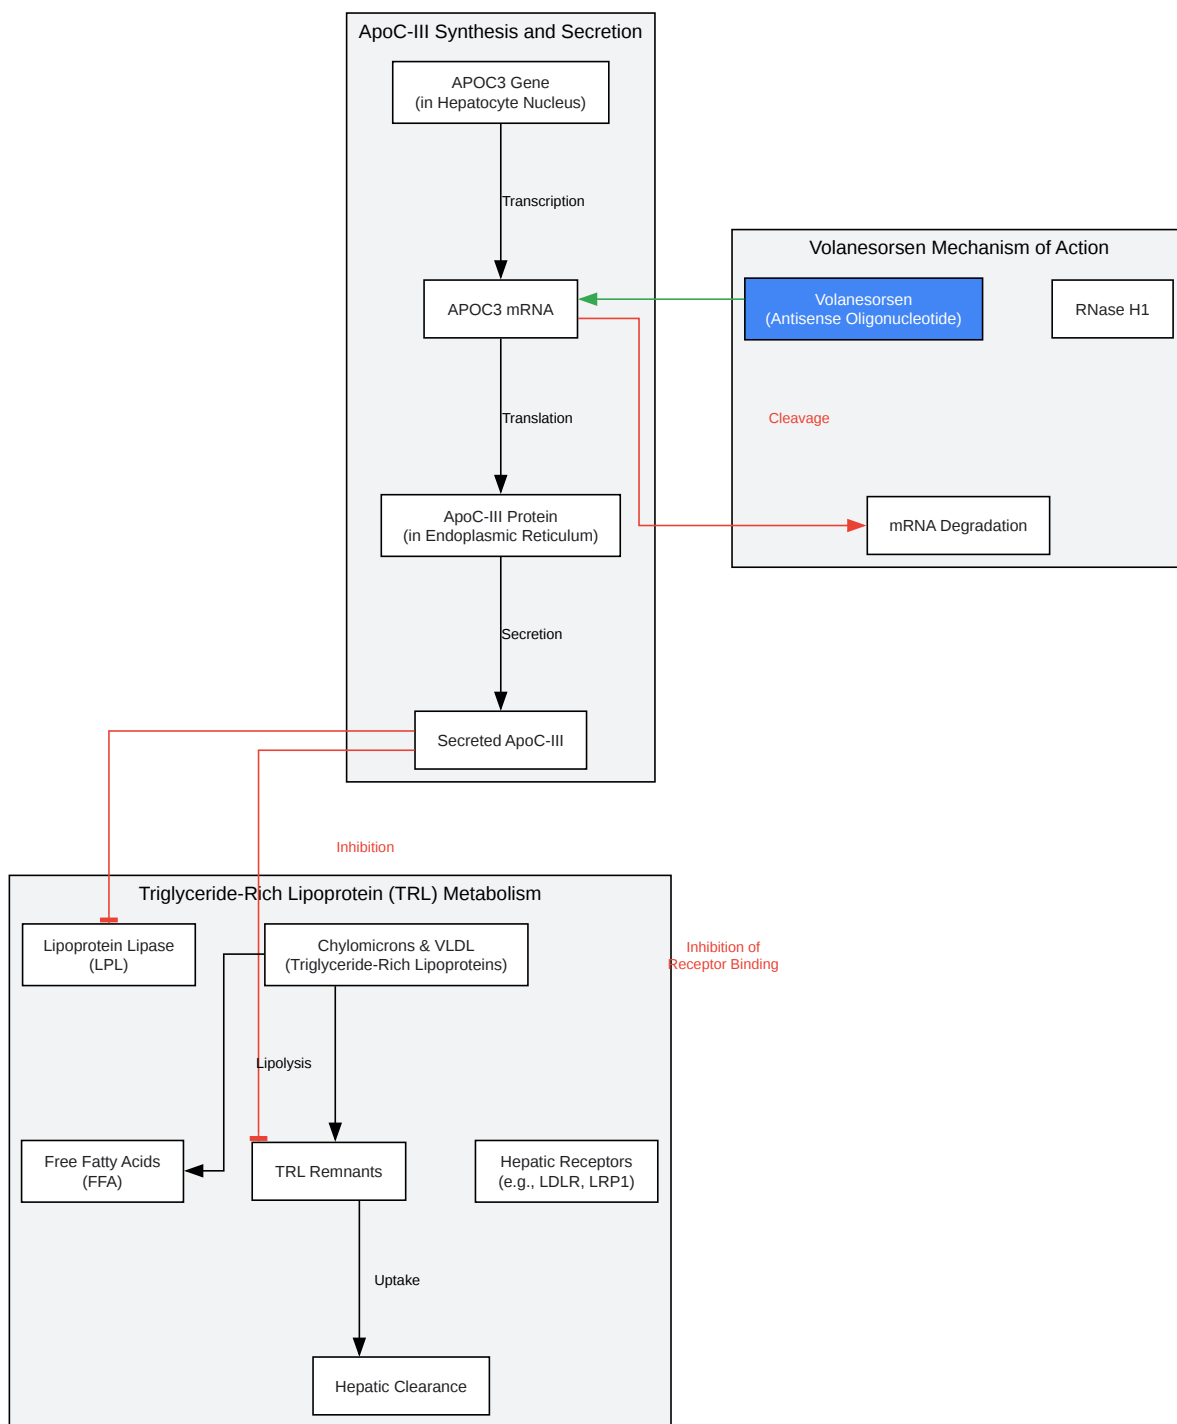 ApoC-III Synthesis and Secretion
APOC3 Gene
(in Hepatocyte Nucleus)
Transcription
APOC3 mRNA
Translation
ApoC-III Protein
(in Endoplasmic Reticulum)
Secretion
Secreted ApoC-III
Volanesorsen Mechanism of Action
Volanesorsen
(Antisense Oligonucleotide)
RNase H1
Cleavage
mRNA Degradation
Inhibition
Triglyceride-Rich Lipoprotein (TRL) Metabolism
Lipoprotein Lipase
(LPL)
Chylomicrons & VLDL
(Triglyceride-Rich Lipoproteins)
Inhibition of
Receptor Binding
Lipolysis
Free Fatty Acids
(FFA)
TRL Remnants
Hepatic Receptors
(e.g., LDLR, LRP1)
Uptake
Hepatic Clearance